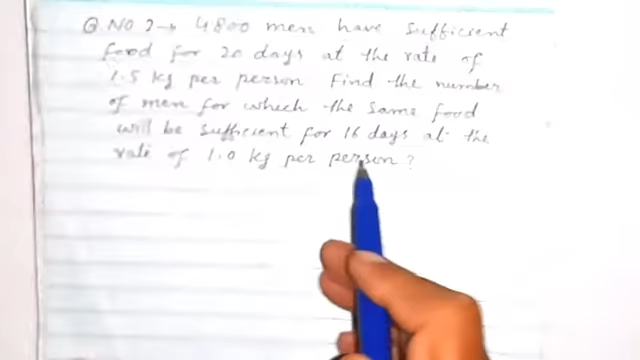 Q NO 2→ 4800 men have sufficient
food for 20 days at the rate of
1.5 kg per person Find the number
of men for which the same food
will be sufficient for 16 days at the
rate of 1.0 kg per person ?